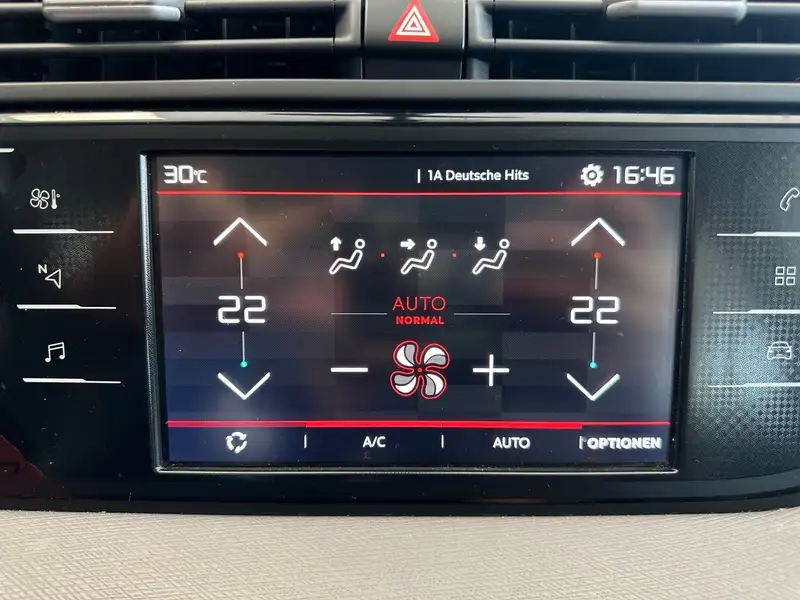 30°C
1A Deutsche Hits
16:46
N
22
AUTO
NORMAL
22
A/C
AUTO
OPTIONEN